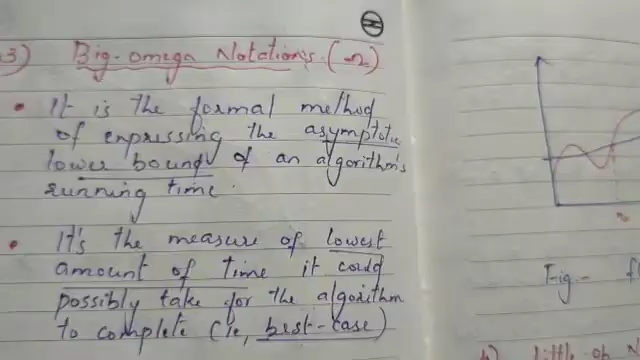 3) Big-omega Notations. (Ω)
• It is the formal method
of expressing the asymptotic
lower bound of an algorithm's
running time.
• It's the measure of lowest
amount of time it could
possibly take for the algorithm
to complete (ie, best-case)
Fig-